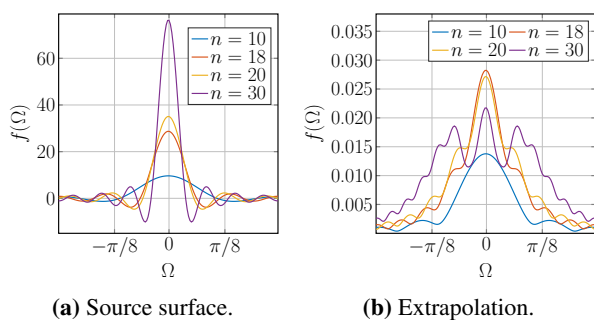 f(Ω)
60
40
20
0
n = 10
n = 18
n = 20
n = 30
−π/8 0 π/8
Ω
(a) Source surface.
f(Ω)
0.035
0.030
0.025
0.020
0.015
0.010
0.005
n = 10 n = 18
n = 20 n = 30
−π/8 0 π/8
Ω
(b) Extrapolation.